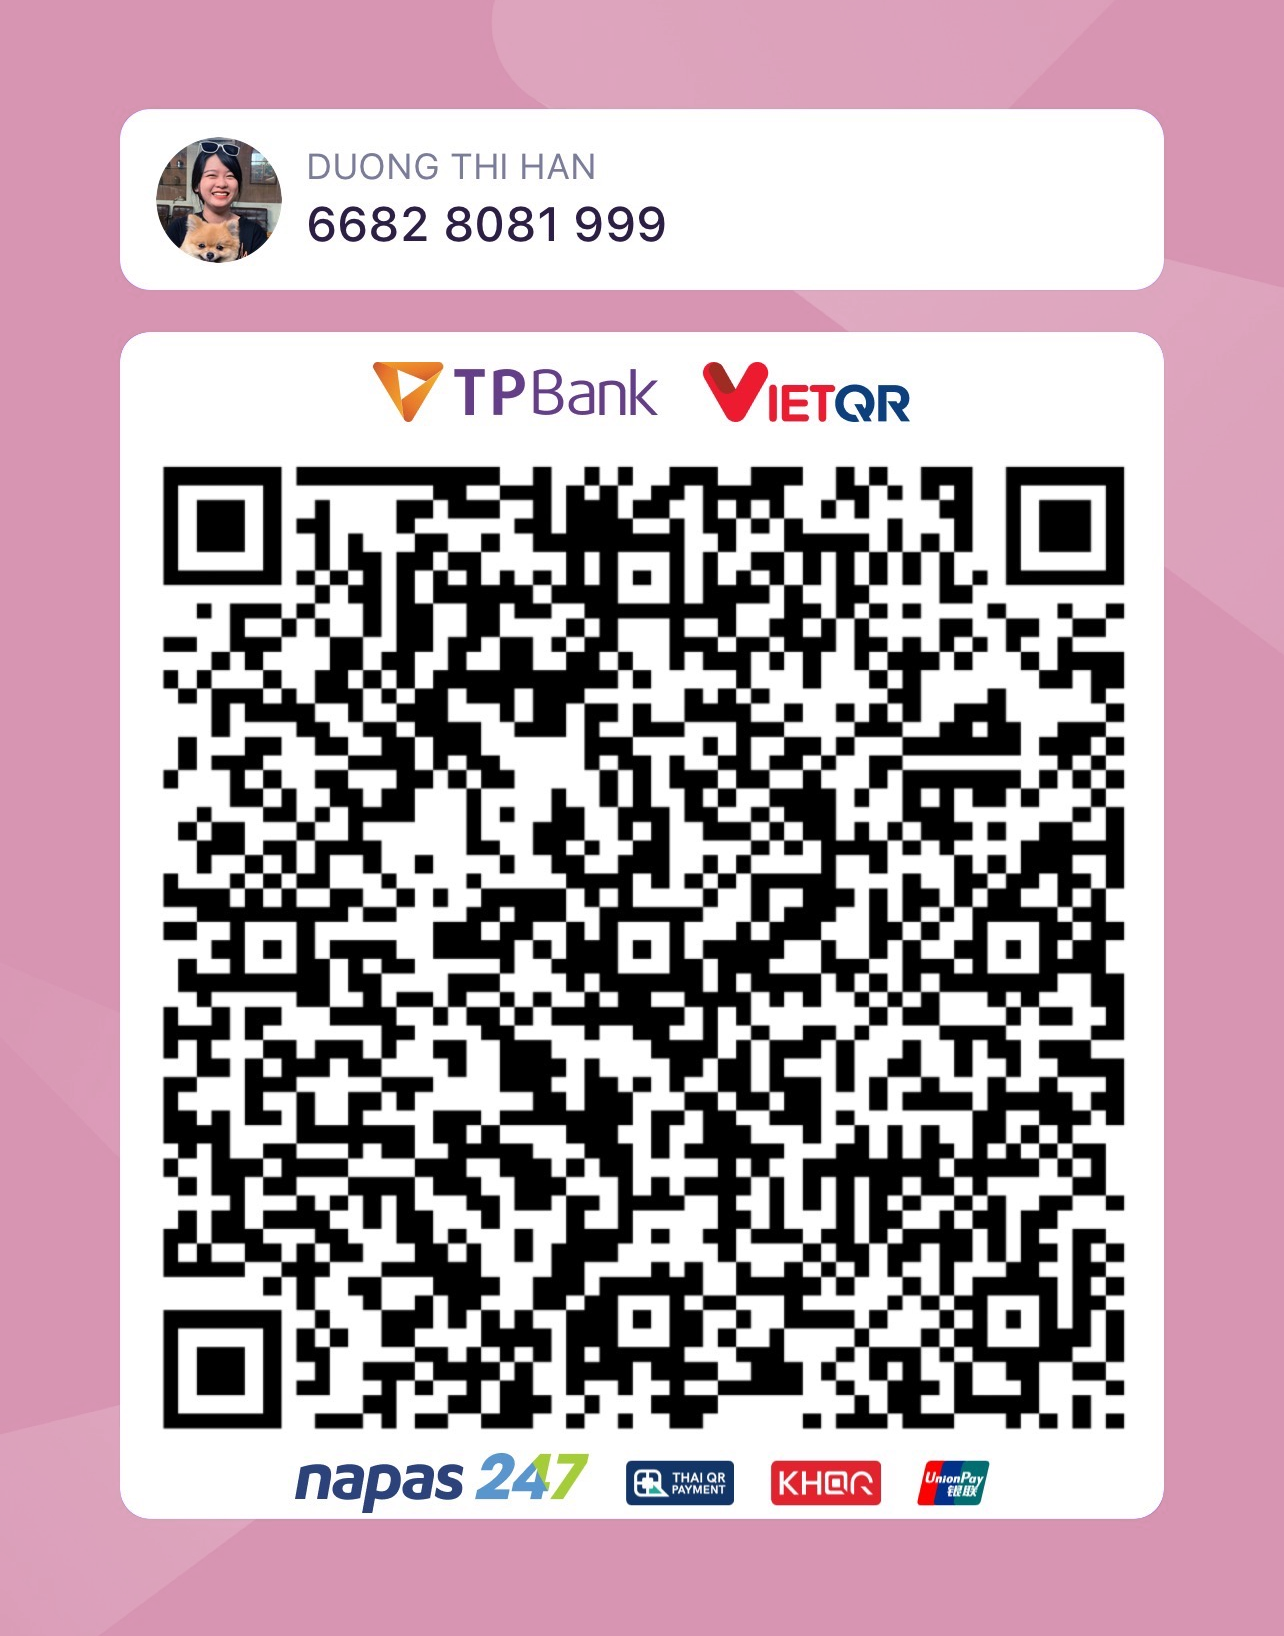 DUONG THI HAN
6682 8081 999
TPBank VIETQR
napas 247 THAI QR PAYMENT KHQR UnionPay 银联